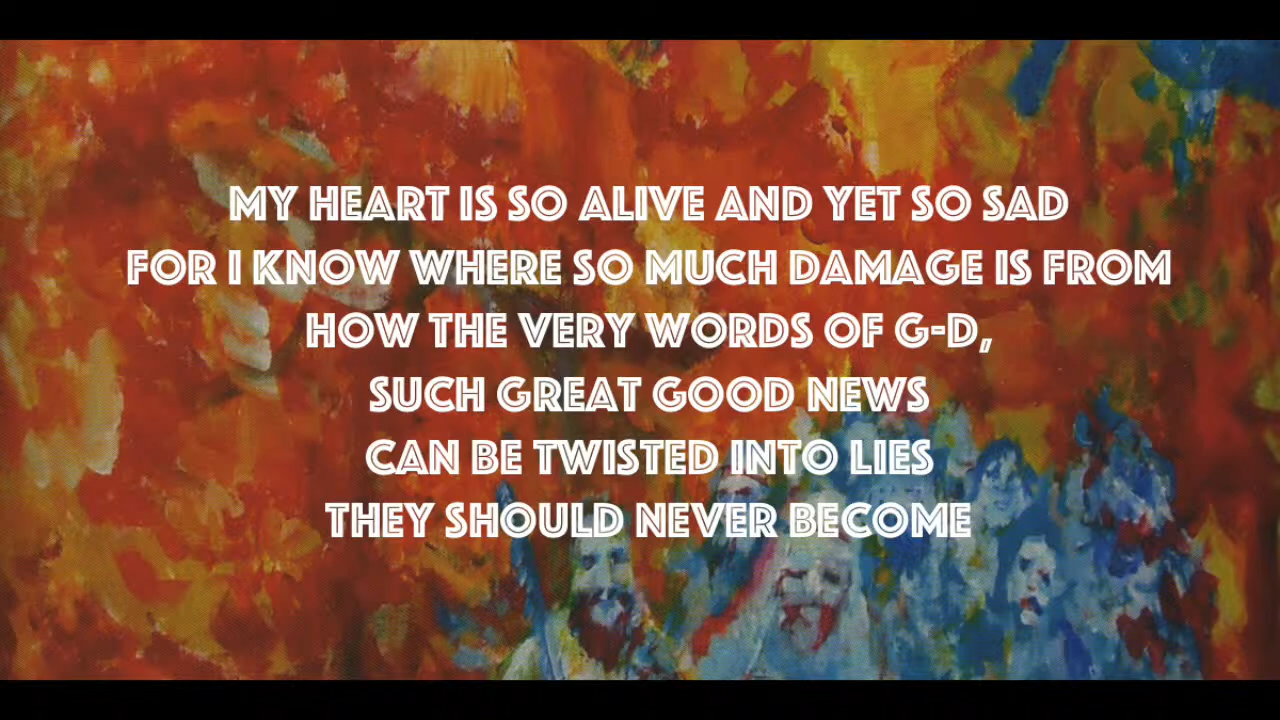 MY HEART IS SO ALIVE AND YET SO SAD
FOR I KNOW WHERE SO MUCH DAMAGE IS FROM
HOW THE VERY WORDS OF G-D,
SUCH GREAT GOOD NEWS
CAN BE TWISTED INTO LIES
THEY SHOULD NEVER BECOME